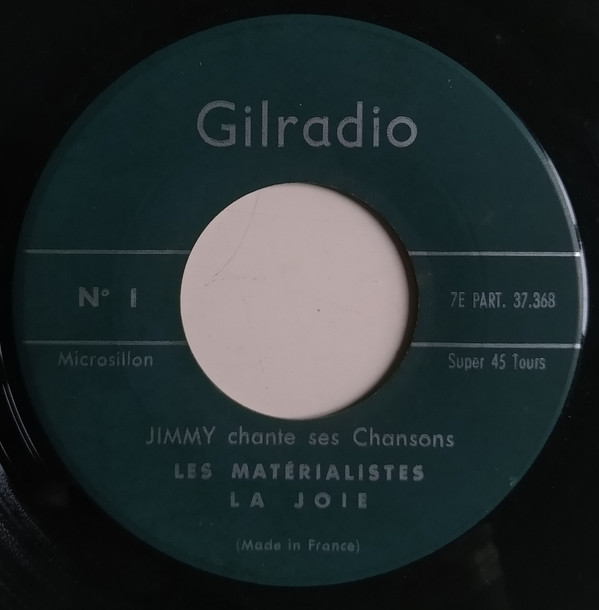 Gilradio
N° 1
7E PART. 37.368
Microsillon
Super 45 Tours
JIMMY chante ses Chansons
LES MATÉRIALISTES
LA JOIE
(Made in France)